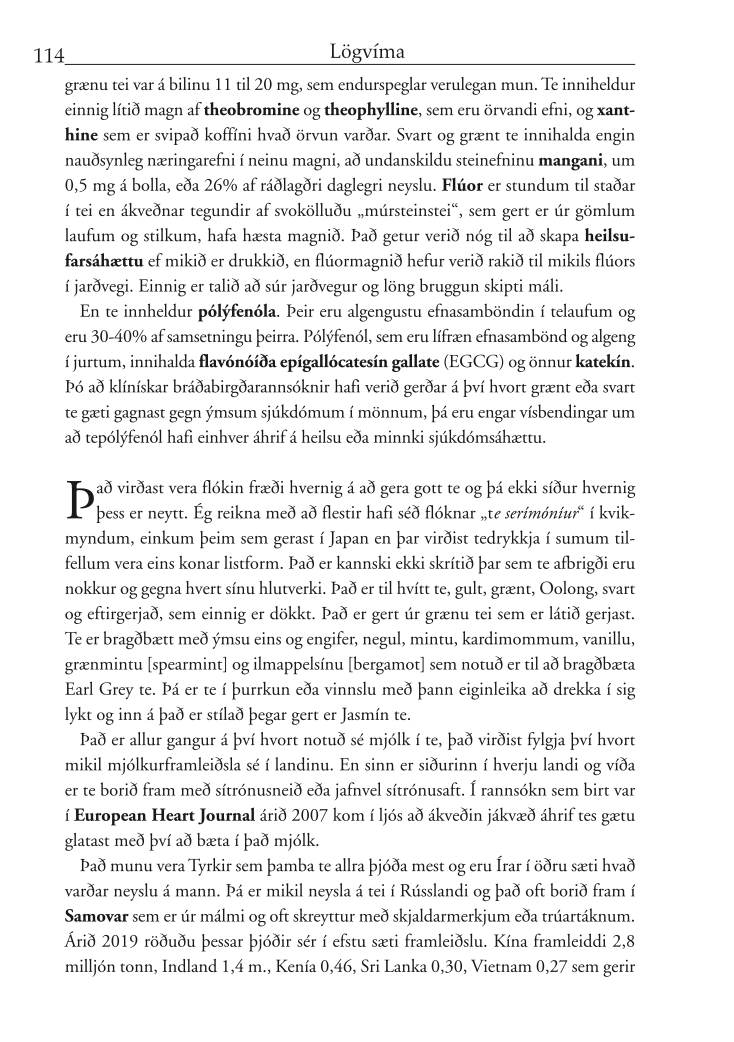 114
Lögvíma
grænu tei var á bilinu 11 til 20 mg, sem endurspeglar verulegan mun. Te inniheldur
einnig lítið magn af theobromine og theophylline, sem eru örvandi efni, og xant-
hine sem er svipað koffíni hvað örvun varðar. Svart og grænt te innihalda engin
nauðsynleg næringarefni í neinu magni, að undanskildu steinefninu mangani, um
0,5 mg á bolla, eða 26% af ráðlagðri daglegri neyslu. Flúor er stundum til staðar
í tei en ákveðnar tegundir af svokölluðu „múrsteinstei“, sem gert er úr gömlum
laufum og stilkum, hafa hæsta magnið. Það getur verið nóg til að skapa heilsu-
farsáhættu ef mikið er drukkið, en flúormagnið hefur verið rakið til mikils flúors
í jarðvegi. Einnig er talið að súr jarðvegur og löng bruggun skipti máli.
En te innheldur pólýfenóla. Þeir eru algengustu efnasamböndin í telaufum og
eru 30-40% af samsetningu þeirra. Pólýfenól, sem eru lífræn efnasambönd og algeng
í jurtum, innihalda flavónóíða epígallócatesín gallate (EGCG) og önnur katekín.
Þó að klínískar bráðabirgðarannsóknir hafi verið gerðar á því hvort grænt eða svart
te gæti gagnast gegn ýmsum sjúkdómum í mönnum, þá eru engar vísbendingar um
að tepólýfenól hafi einhver áhrif á heilsu eða minnki sjúkdómsáhættu.
Það virðast vera flókin fræði hvernig á að gera gott te og þá ekki síður hvernig
þess er neytt. Ég reikna með að flestir hafi séð flóknar „te serímóníur“ í kvik-
myndum, einkum þeim sem gerast í Japan en þar virðist tedrykkja í sumum til-
fellum vera eins konar listform. Það er kannski ekki skrítið þar sem te afbrigði eru
nokkur og gegna hvert sínu hlutverki. Það er til hvítt te, gult, grænt, Oolong, svart
og eftirgerjað, sem einnig er dökkt. Það er gert úr grænu tei sem er látið gerjast.
Te er bragðbætt með ýmsu eins og engifer, negul, mintu, kardimommum, vanillu,
grænmintu [spearmint] og ilmappelsínu [bergamot] sem notuð er til að bragðbæta
Earl Grey te. Þá er te í þurrkun eða vinnslu með þann eiginleika að drekka í sig
lykt og inn á það er stílað þegar gert er Jasmín te.
Það er allur gangur á því hvort notuð sé mjólk í te, það virðist fylgja því hvort
mikil mjólkurframleiðsla sé í landinu. En sinn er siðurinn í hverju landi og víða
er te borið fram með sítrónusneið eða jafnvel sítrónusaft. Í rannsókn sem birt var
í European Heart Journal árið 2007 kom í ljós að ákveðin jákvæð áhrif tes gætu
glatast með því að bæta í það mjólk.
Það munu vera Tyrkir sem þamba te allra þjóða mest og eru Írar í öðru sæti hvað
varðar neyslu á mann. Þá er mikil neysla á tei í Rússlandi og það oft borið fram í
Samovar sem er úr málmi og oft skreyttur með skjaldarmerkjum eða trúartáknum.
Árið 2019 röðuðu þessar þjóðir sér í efstu sæti framleiðslu. Kína framleiddi 2,8
milljón tonn, Indland 1,4 m., Kenía 0,46, Sri Lanka 0,30, Vietnam 0,27 sem gerir